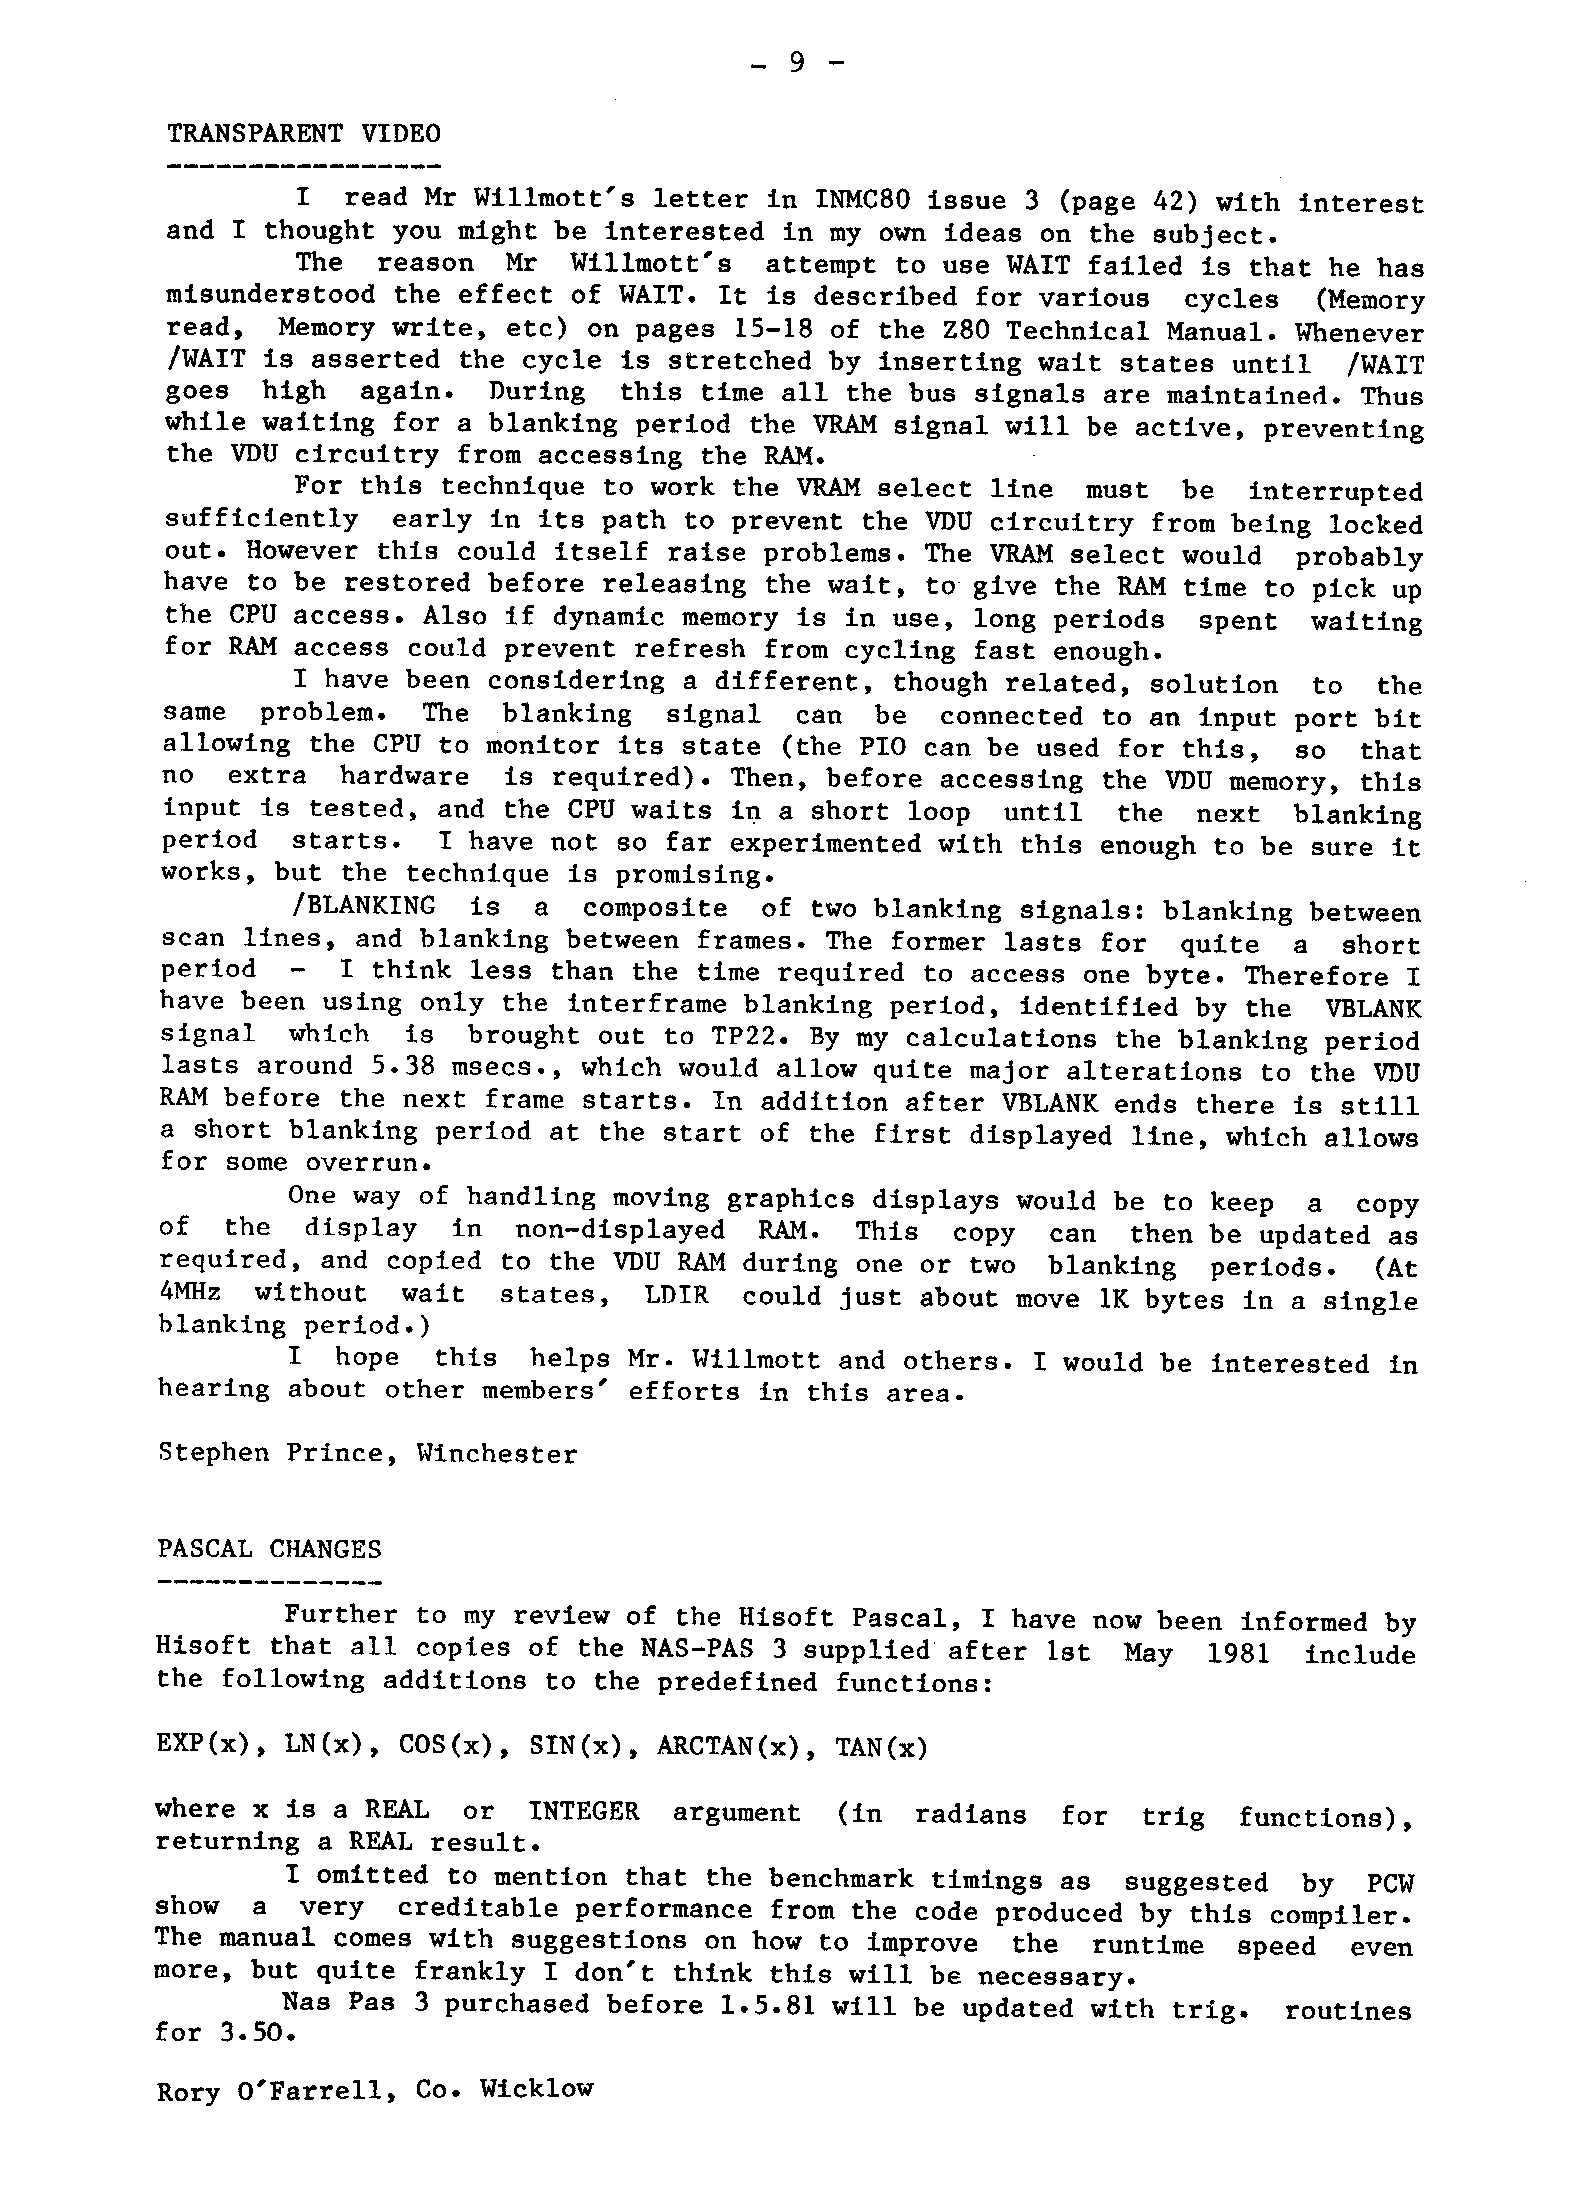 - 9 -
TRANSPARENT VIDEO
-----------------
I read Mr Willmott's letter in INMC80 issue 3 (page 42) with interest
and I thought you might be interested in my own ideas on the subject.
The reason Mr Willmott's attempt to use WAIT failed is that he has
misunderstood the effect of WAIT. It is described for various cycles (Memory
read, Memory write, etc) on pages 15-18 of the Z80 Technical Manual. Whenever
/WAIT is asserted the cycle is stretched by inserting wait states until /WAIT
goes high again. During this time all the bus signals are maintained. Thus
while waiting for a blanking period the VRAM signal will be active, preventing
the VDU circuitry from accessing the RAM.
For this technique to work the VRAM select line must be interrupted
sufficiently early in its path to prevent the VDU circuitry from being locked
out. However this could itself raise problems. The VRAM select would probably
have to be restored before releasing the wait, to give the RAM time to pick up
the CPU access. Also if dynamic memory is in use, long periods spent waiting
for RAM access could prevent refresh from cycling fast enough.
I have been considering a different, though related, solution to the
same problem. The blanking signal can be connected to an input port bit
allowing the CPU to monitor its state (the PIO can be used for this, so that
no extra hardware is required). Then, before accessing the VDU memory, this
input is tested, and the CPU waits in a short loop until the next blanking
period starts. I have not so far experimented with this enough to be sure it
works, but the technique is promising.
/BLANKING is a composite of two blanking signals: blanking between
scan lines, and blanking between frames. The former lasts for quite a short
period - I think less than the time required to access one byte. Therefore I
have been using only the interframe blanking period, identified by the VBLANK
signal which is brought out to TP22. By my calculations the blanking period
lasts around 5.38 msecs., which would allow quite major alterations to the VDU
RAM before the next frame starts. In addition after VBLANK ends there is still
a short blanking period at the start of the first displayed line, which allows
for some overrun.
One way of handling moving graphics displays would be to keep a copy
of the display in non-displayed RAM. This copy can then be updated as
required, and copied to the VDU RAM during one or two blanking periods. (At
4MHz without wait states, LDIR could just about move 1K bytes in a single
blanking period.)
I hope this helps Mr. Willmott and others. I would be interested in
hearing about other members' efforts in this area.
Stephen Prince, Winchester
PASCAL CHANGES
--------------
Further to my review of the Hisoft Pascal, I have now been informed by
Hisoft that all copies of the NAS-PAS 3 supplied after 1st May 1981 include
the following additions to the predefined functions:
EXP(x), LN(x), COS(x), SIN(x), ARCTAN(x), TAN(x)
where x is a REAL or INTEGER argument (in radians for trig functions),
returning a REAL result.
I omitted to mention that the benchmark timings as suggested by PCW
show a very creditable performance from the code produced by this compiler.
The manual comes with suggestions on how to improve the runtime speed even
more, but quite frankly I don't think this will be necessary.
Nas Pas 3 purchased before 1.5.81 will be updated with trig. routines
for 3.50.
Rory O'Farrell, Co. Wicklow